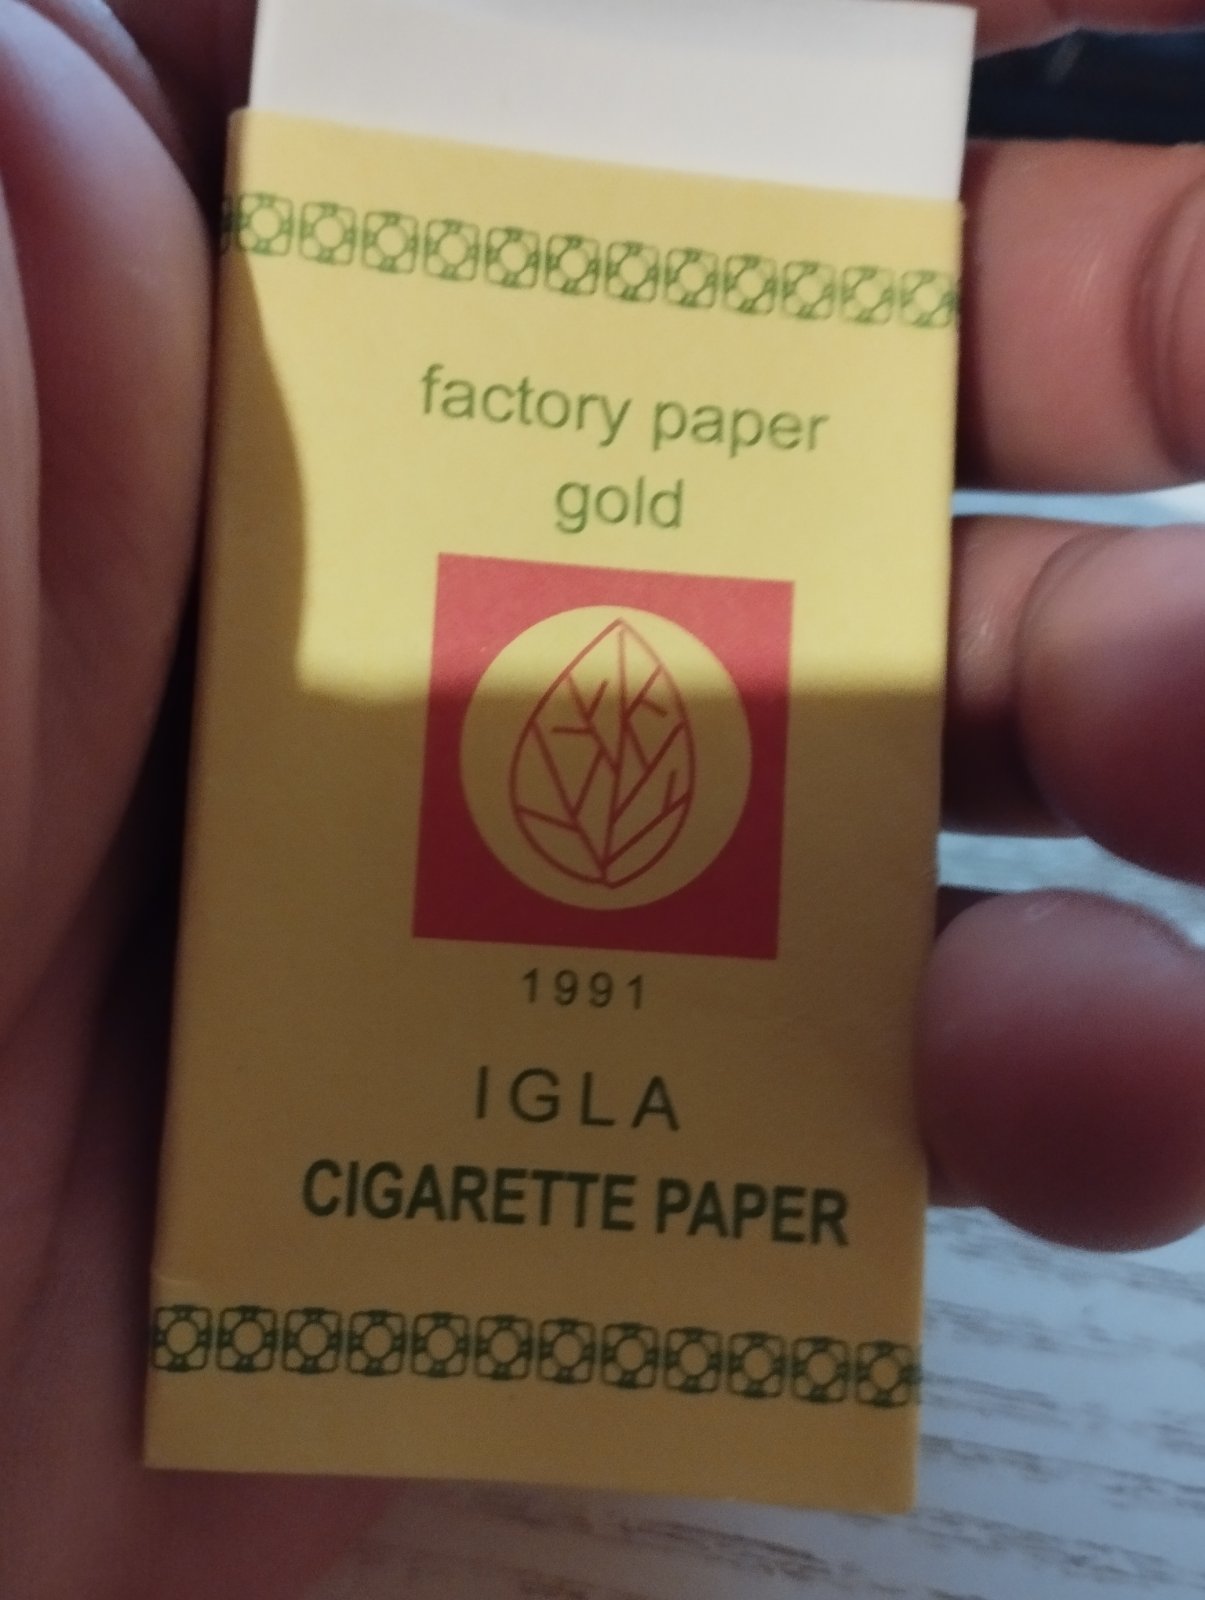 factory paper
gold
1991
IGLA
CIGARETTE PAPER